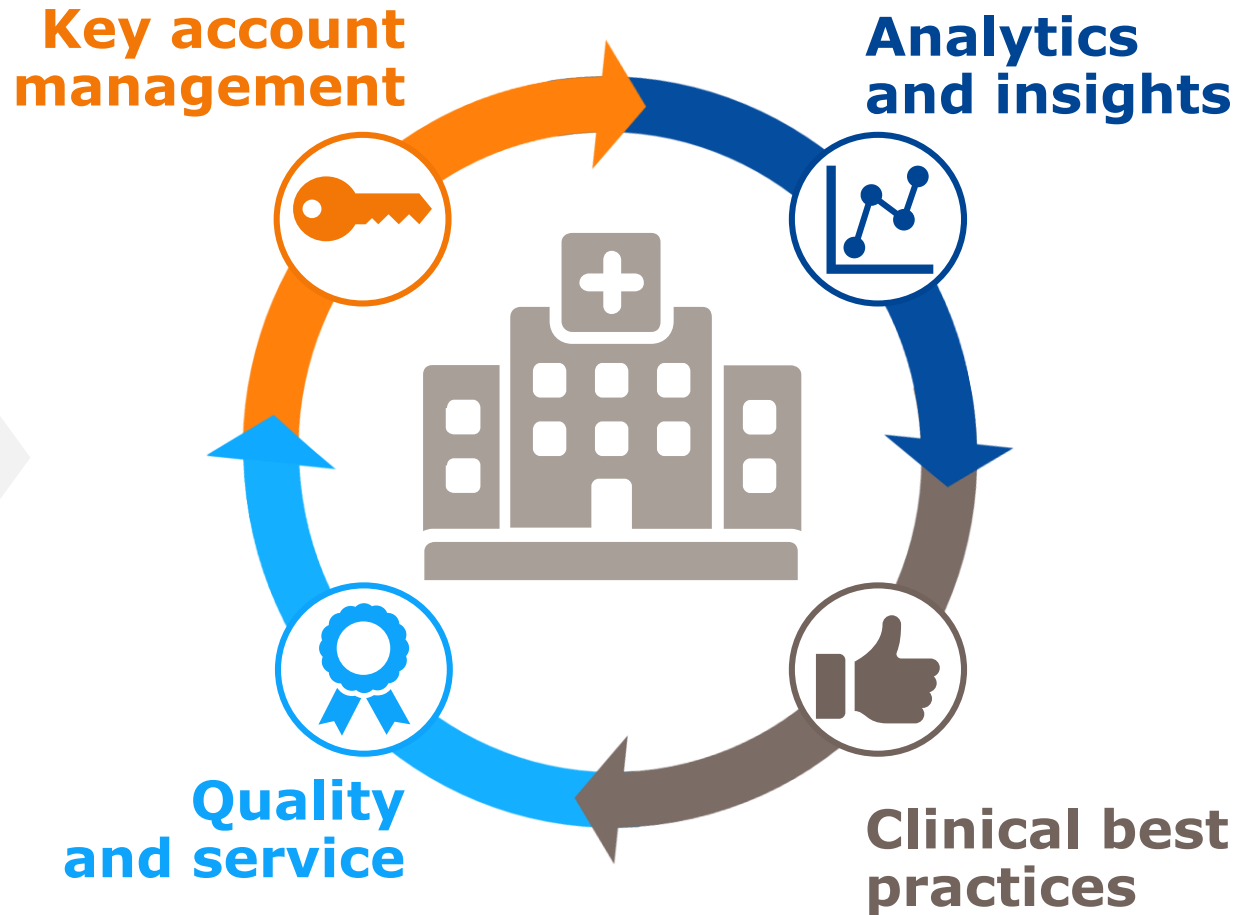 Key account
management
Analytics
and insights
Quality
and service
Clinical best
practices